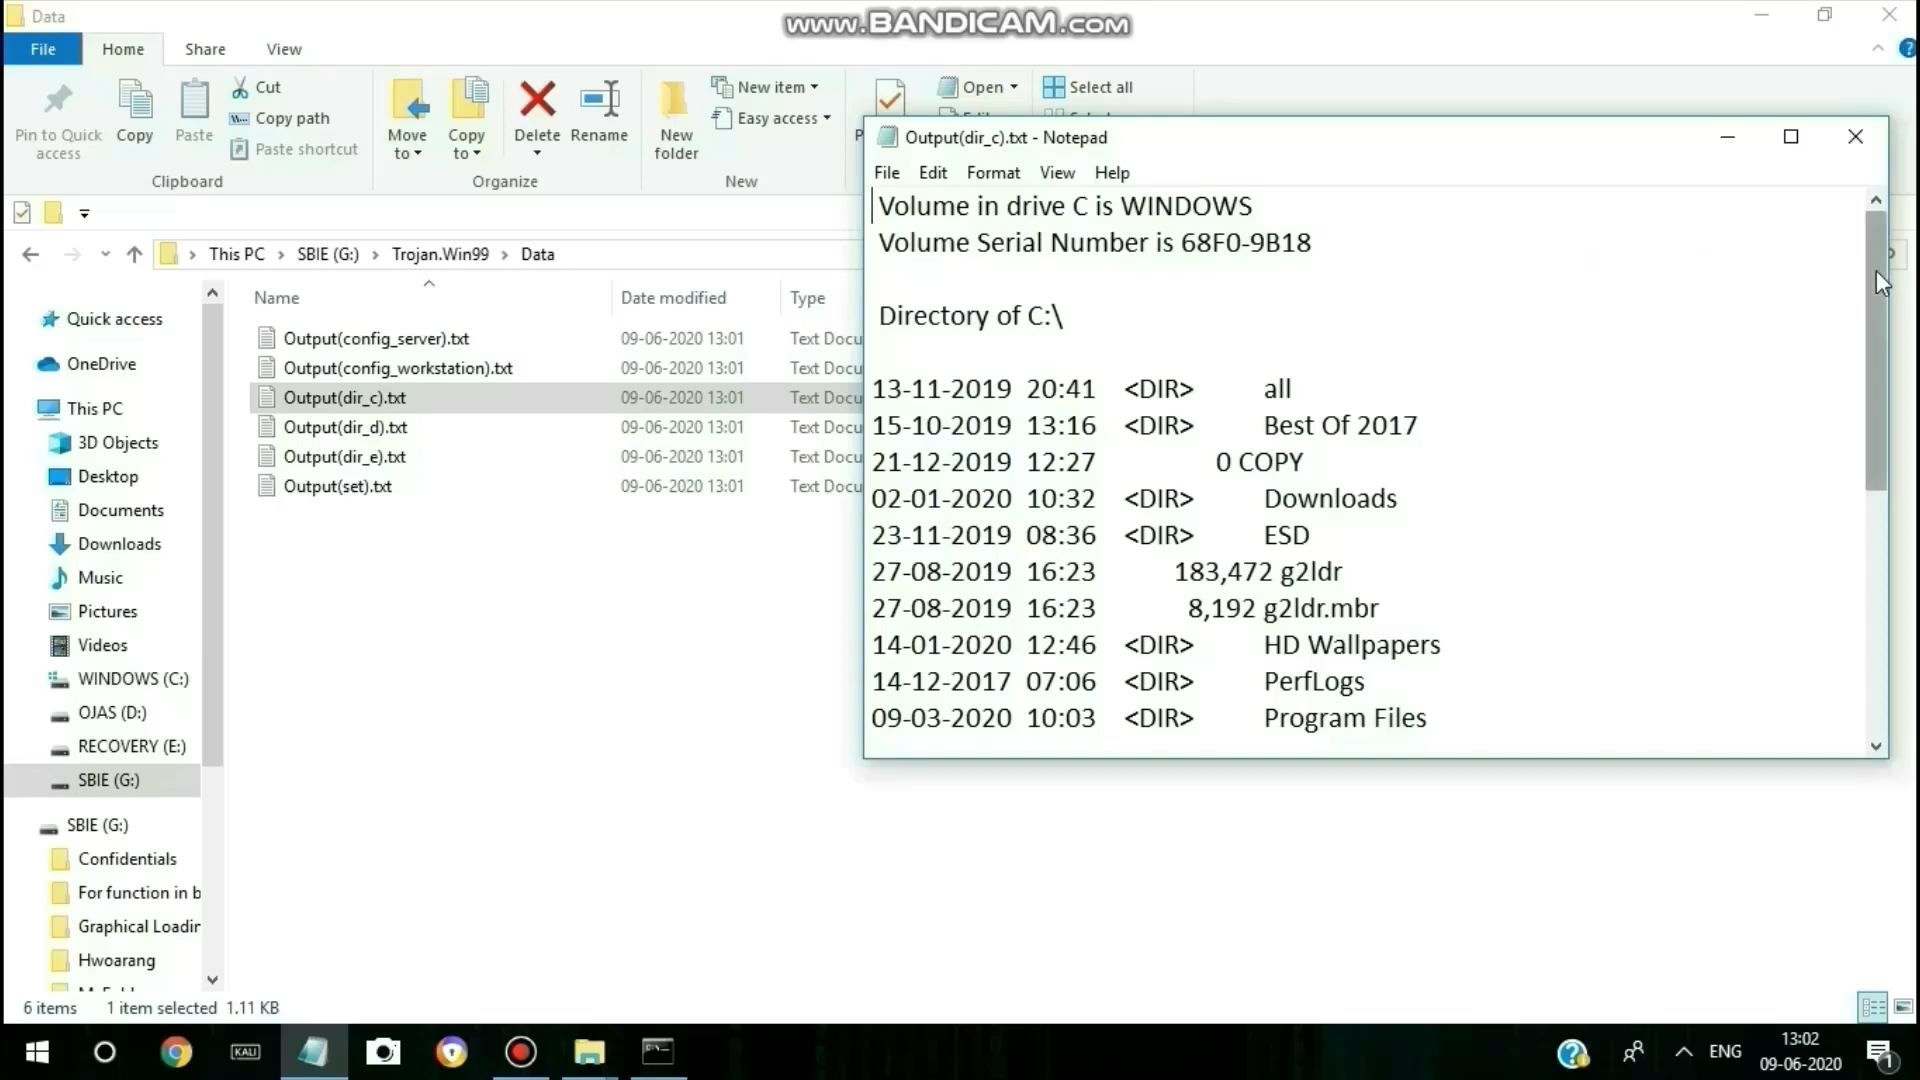 Data
www.BANDICAM.com
File Home Share View
Pin to Quick access
Copy
Paste
Cut
Copy path
Paste shortcut
Clipboard
Move to
Copy to
Delete
Rename
Organize
New folder
New item
Easy access
New
Open
Select all
This PC > SBIE (G:) > Trojan.Win99 > Data
Quick access
OneDrive
This PC
3D Objects
Desktop
Documents
Downloads
Music
Pictures
Videos
WINDOWS (C:)
OJAS (D:)
RECOVERY (E:)
SBIE (G:)
SBIE (G:)
Confidentials
For function in b
Graphical Loadin
Hwoarang
Name Date modified Type
Output(config_server).txt 09-06-2020 13:01 Text Docu
Output(config_workstation).txt 09-06-2020 13:01 Text Docu
Output(dir_c).txt 09-06-2020 13:01 Text Docu
Output(dir_d).txt 09-06-2020 13:01 Text Docu
Output(dir_e).txt 09-06-2020 13:01 Text Docu
Output(set).txt 09-06-2020 13:01 Text Docu
Output(dir_c).txt - Notepad
File Edit Format View Help
Volume in drive C is WINDOWS
Volume Serial Number is 68F0-9B18
Directory of C:\
13-11-2019 20:41 <DIR> all
15-10-2019 13:16 <DIR> Best Of 2017
21-12-2019 12:27 0 COPY
02-01-2020 10:32 <DIR> Downloads
23-11-2019 08:36 <DIR> ESD
27-08-2019 16:23 183,472 g2ldr
27-08-2019 16:23 8,192 g2ldr.mbr
14-01-2020 12:46 <DIR> HD Wallpapers
14-12-2017 07:06 <DIR> PerfLogs
09-03-2020 10:03 <DIR> Program Files
6 items 1 item selected 1.11 KB
KALI
ENG
13:02
09-06-2020
1